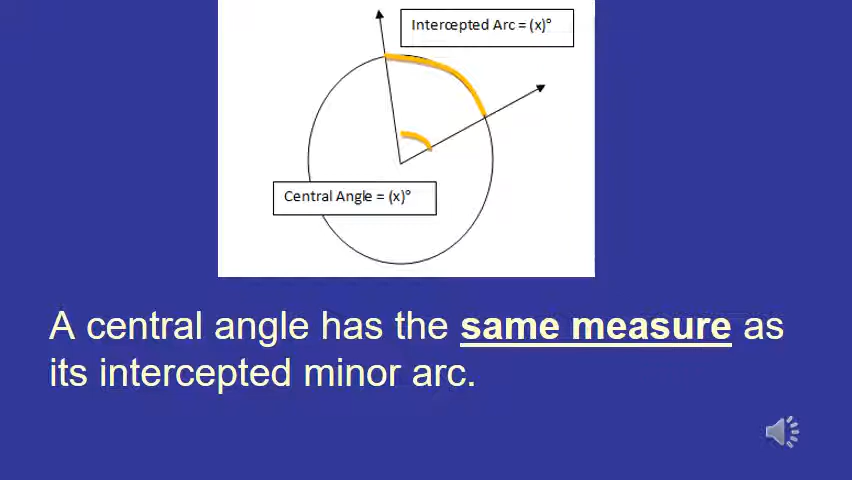 Intercepted Arc = (x)°
Central Angle = (x)°
A central angle has the same measure as
its intercepted minor arc.